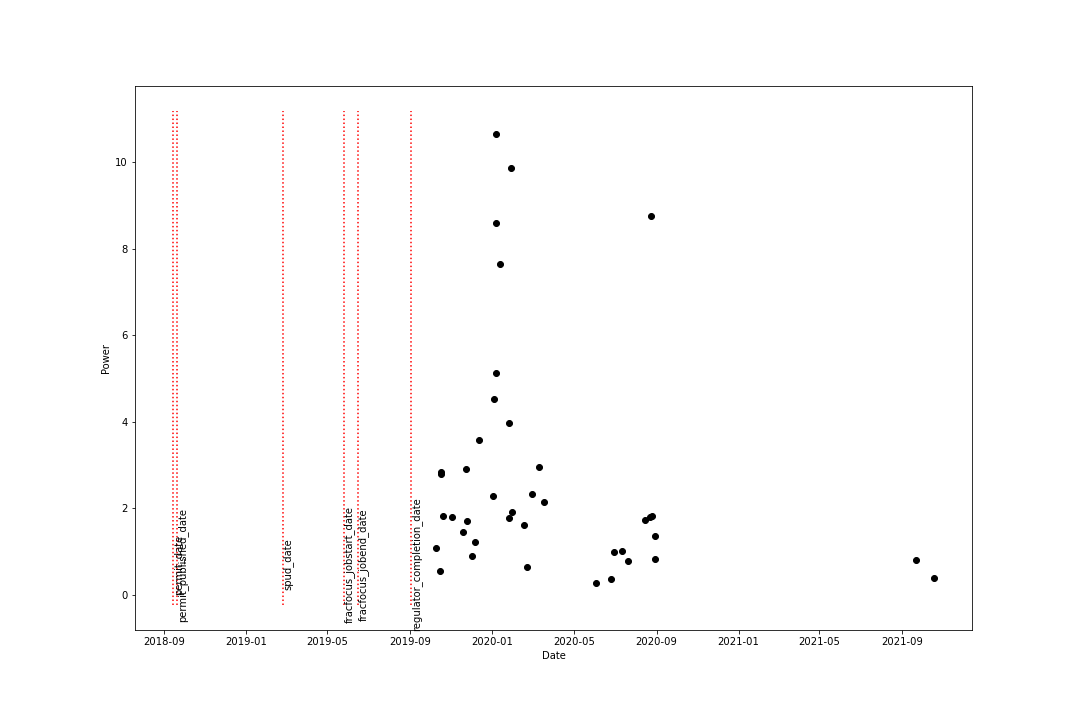 10
8
6
4
2
0
Power
permit_date
permit_published_date
spud_date
fracfocus_jobstart_date
fracfocus_jobend_date
regulator_completion_date
2018-09
2019-01
2019-05
2019-09
2020-01
2020-05
2020-09
2021-01
2021-05
2021-09
Date